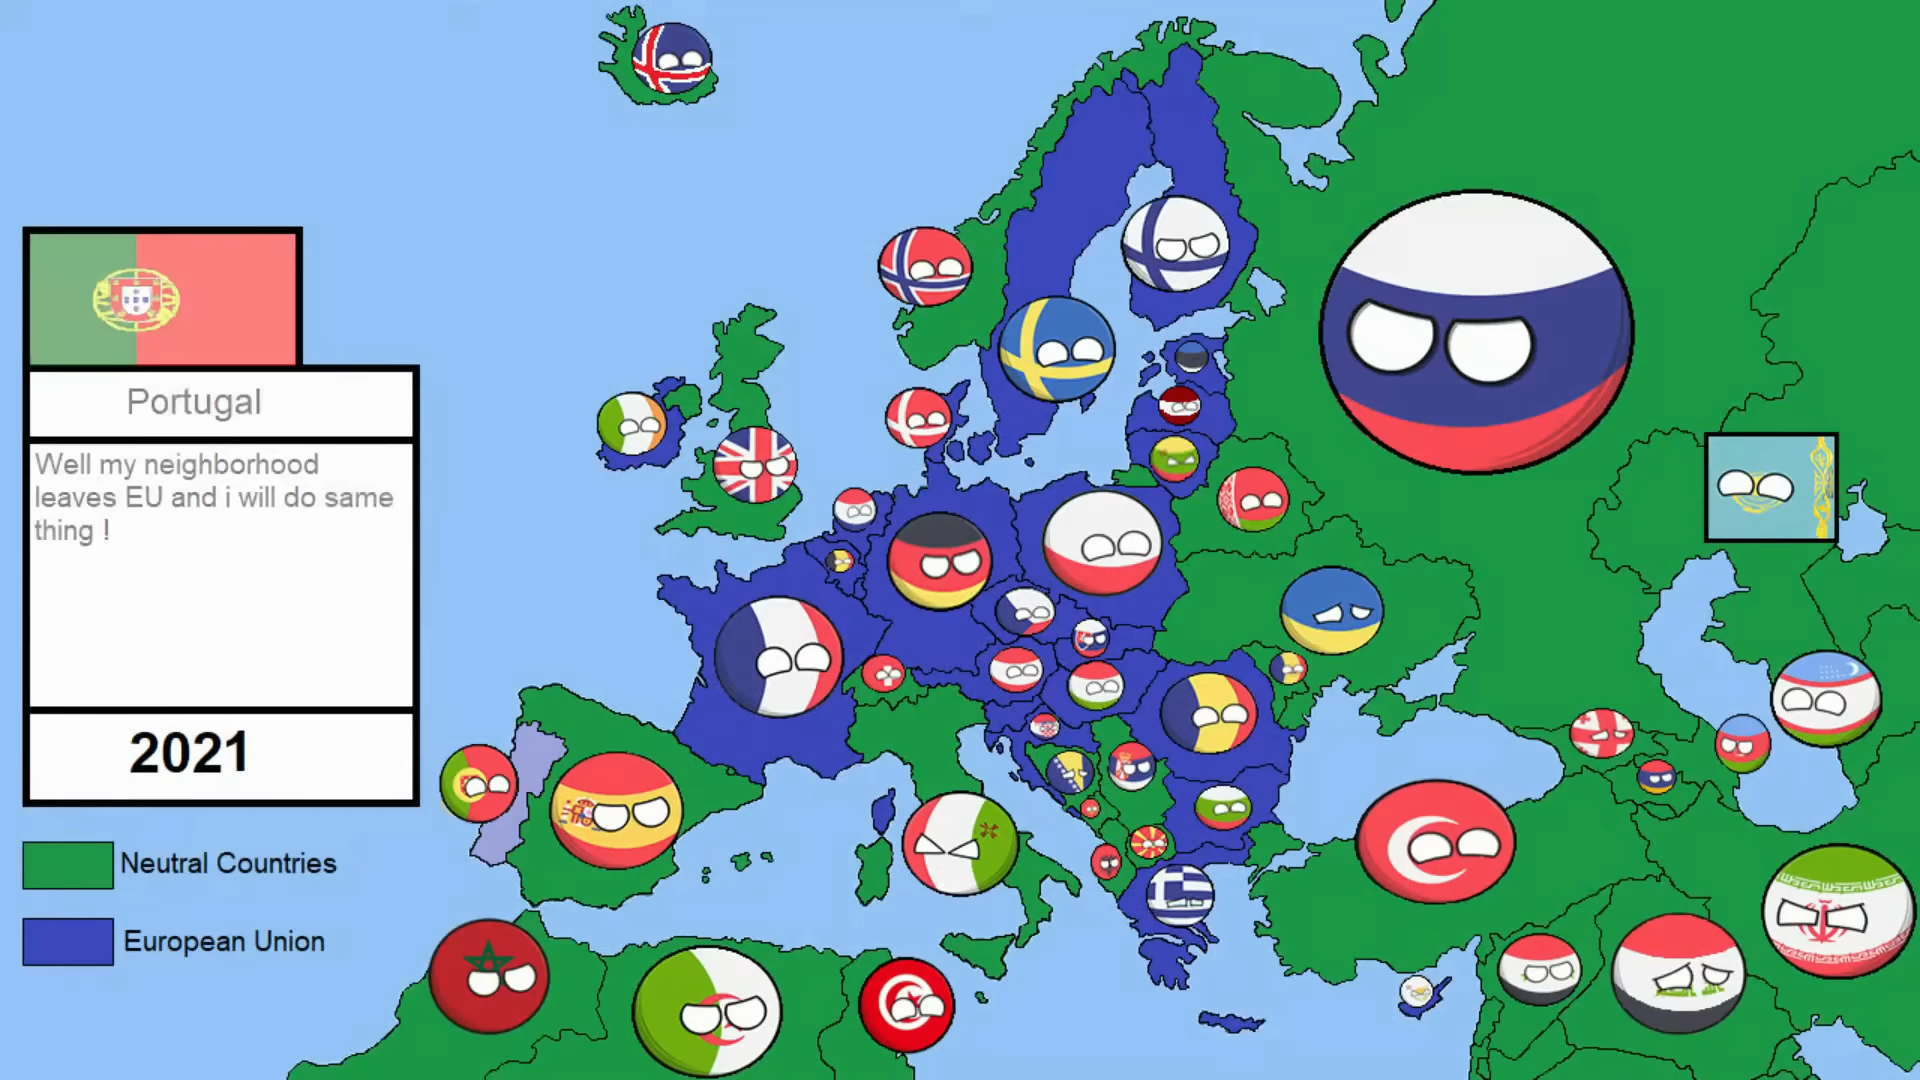 Portugal
Well my neighborhood
leaves EU and i will do same
thing !
2021
Neutral Countries
European Union